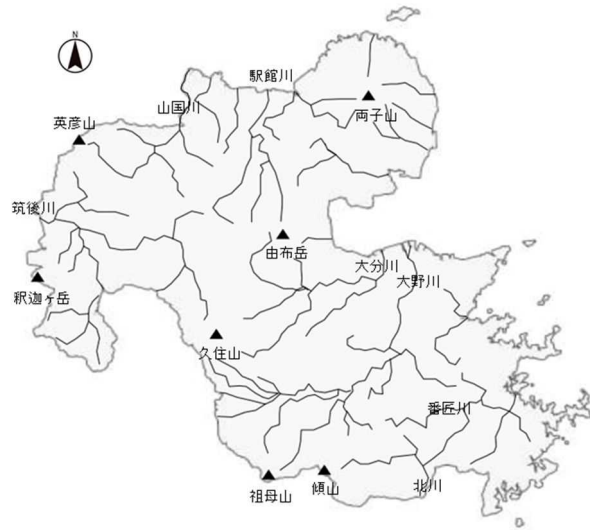 N
駅館川
山国川
両子山
英彦山
筑後川
由布岳
大分川
大野川
釈迦ヶ岳
久住山
番匠川
北川
祖母山
傾山